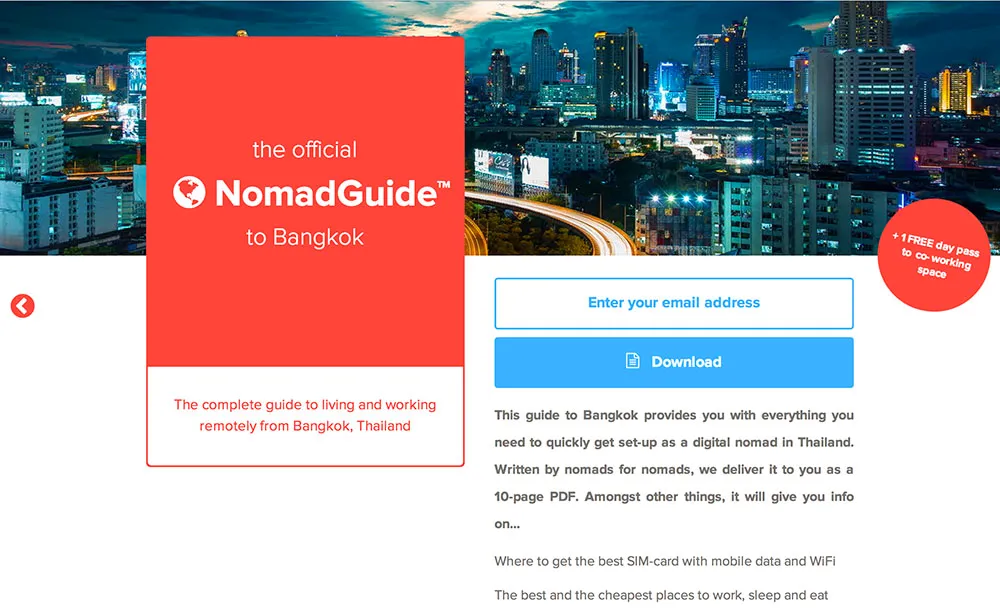 the official
NomadGuide™
to Bangkok
+ 1 FREE day pass
to co-working
space
The complete guide to living and working
remotely from Bangkok, Thailand
Enter your email address
Download
This guide to Bangkok provides you with everything you
need to quickly get set-up as a digital nomad in Thailand.
Written by nomads for nomads, we deliver it to you as a
10-page PDF. Amongst other things, it will give you info
on...
Where to get the best SIM-card with mobile data and WiFi
The best and the cheapest places to work, sleep and eat